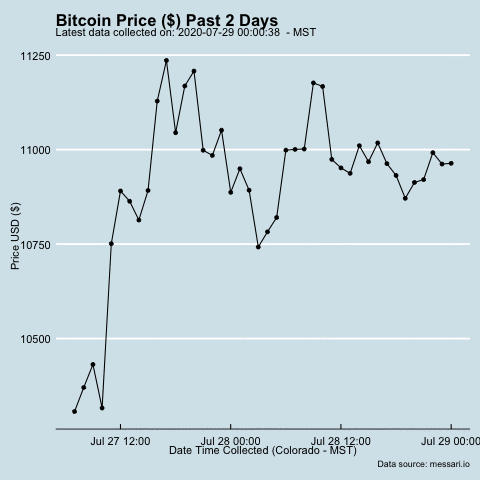 Bitcoin Price ($) Past 2 Days
Latest data collected on: 2020-07-29 00:00:38 - MST
11250
11000
10750
10500
Price USD ($)
Jul 27 12:00 Jul 28 00:00 Jul 28 12:00 Jul 29 00:00
Date Time Collected (Colorado - MST)
Data source: messari.io